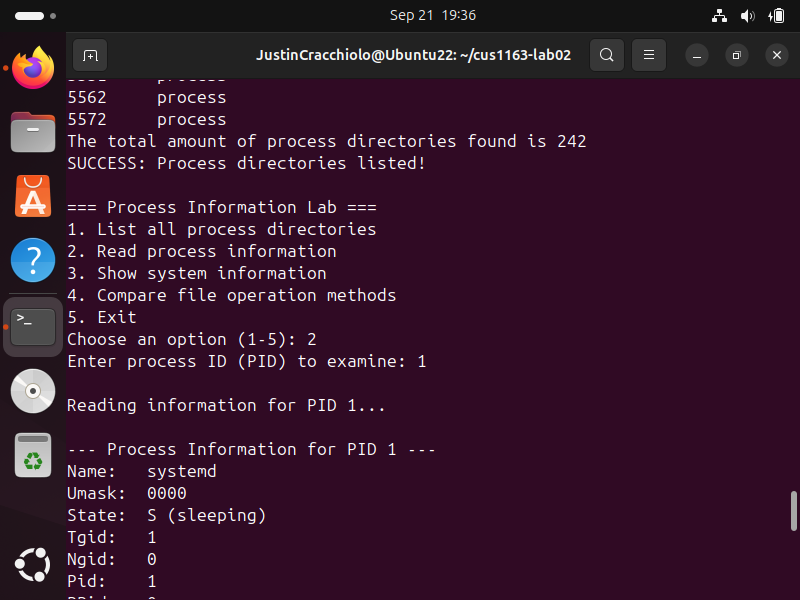 Sep 21 19:36
JustinCracchiolo@Ubuntu22: ~/cus1163-lab02
5562 process
5572 process
The total amount of process directories found is 242
SUCCESS: Process directories listed!
=== Process Information Lab ===
1. List all process directories
2. Read process information
3. Show system information
4. Compare file operation methods
5. Exit
Choose an option (1-5): 2
Enter process ID (PID) to examine: 1
Reading information for PID 1...
--- Process Information for PID 1 ---
Name: systemd
Umask: 0000
State: S (sleeping)
Tgid: 1
Ngid: 0
Pid: 1